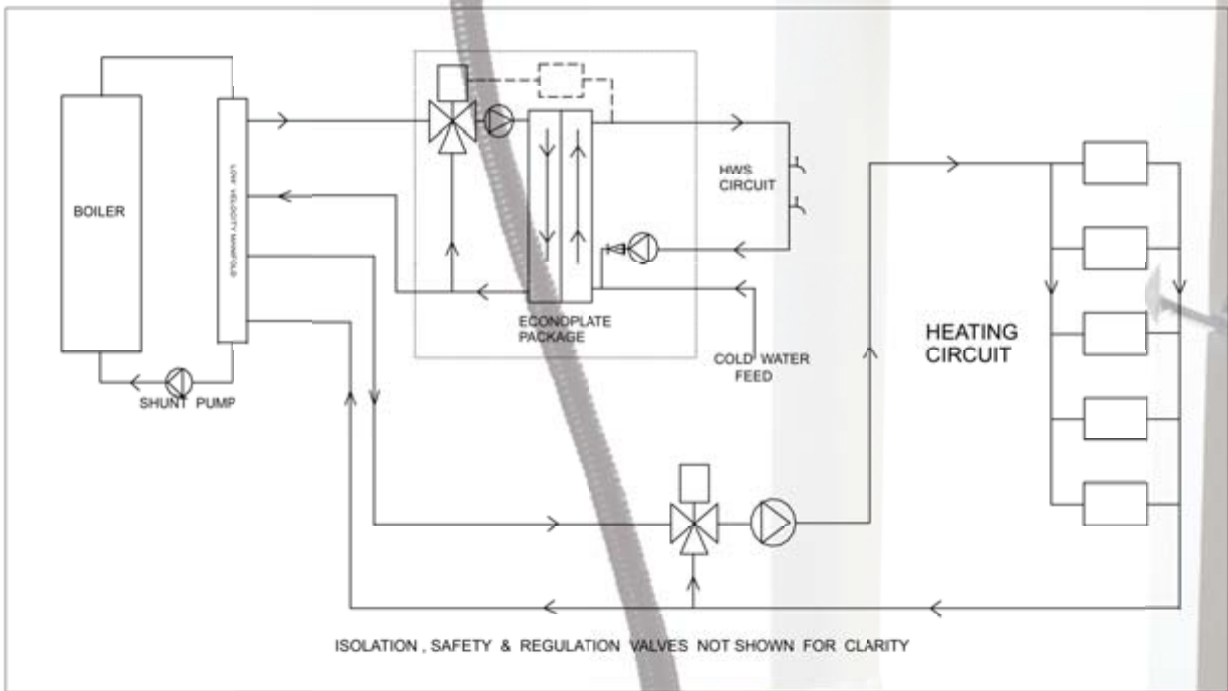 BOILER
LOW VELOCITY MANIFOLD
SHUNT PUMP
ECONOPLATE
PACKAGE
HWS
CIRCUIT
COLD WATER
FEED
HEATING
CIRCUIT
ISOLATION , SAFETY & REGULATION VALVES NOT SHOWN FOR CLARITY